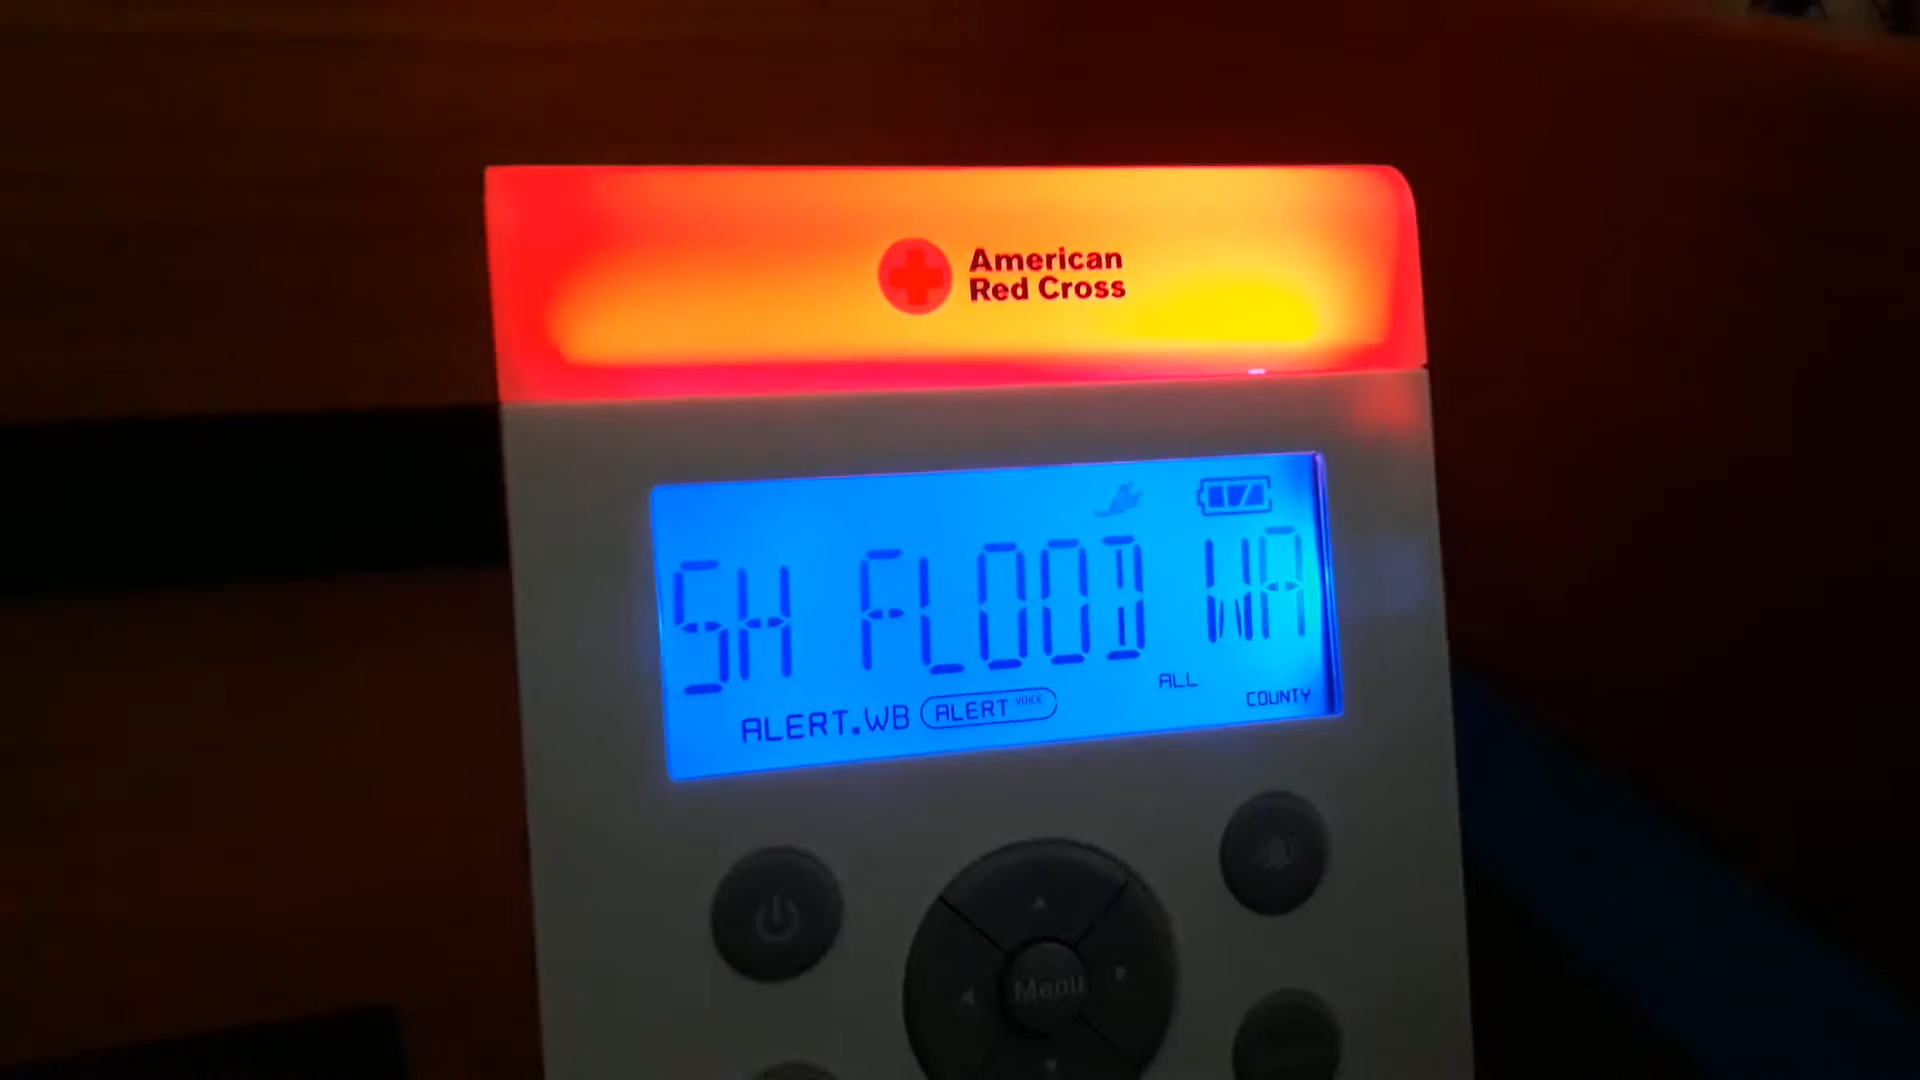 American
Red Cross
SH FLOOD WA
ALL
ALERT.WB ALERT VOICE
COUNTY
Menu